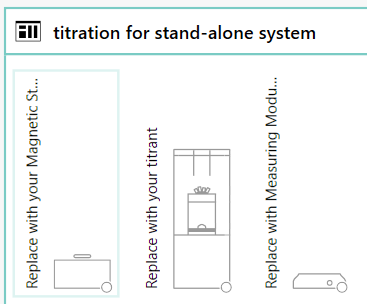 titration for stand-alone system
Replace with your Magnetic St...
Replace with your titrant
Replace with Measuring Modu...